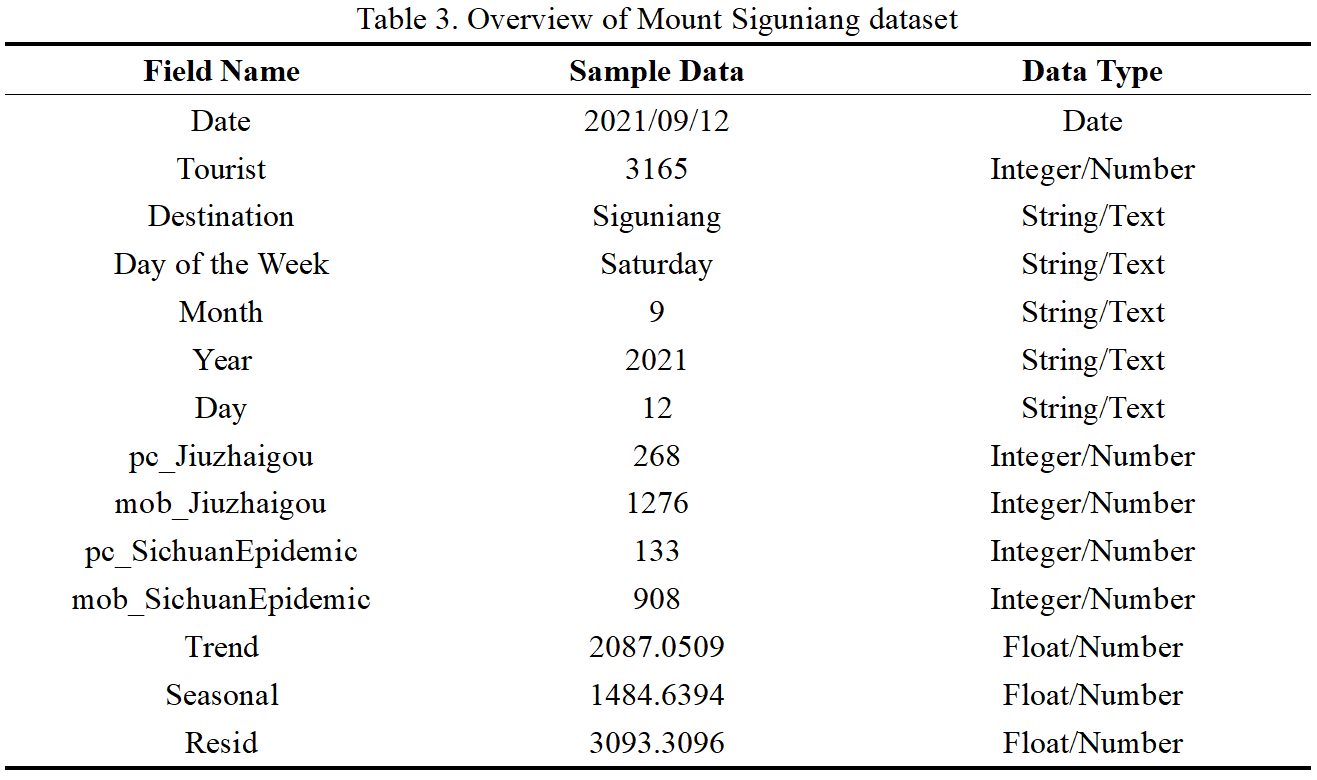 Table 3. Overview of Mount Siguniang dataset
Field Name Sample Data Data Type
Date 2021/09/12 Date
Tourist 3165 Integer/Number
Destination Siguniang String/Text
Day of the Week Saturday String/Text
Month 9 String/Text
Year 2021 String/Text
Day 12 String/Text
pc_Jiuzhaigou 268 Integer/Number
mob_Jiuzhaigou 1276 Integer/Number
pc_SichuanEpidemic 133 Integer/Number
mob_SichuanEpidemic 908 Integer/Number
Trend 2087.0509 Float/Number
Seasonal 1484.6394 Float/Number
Resid 3093.3096 Float/Number